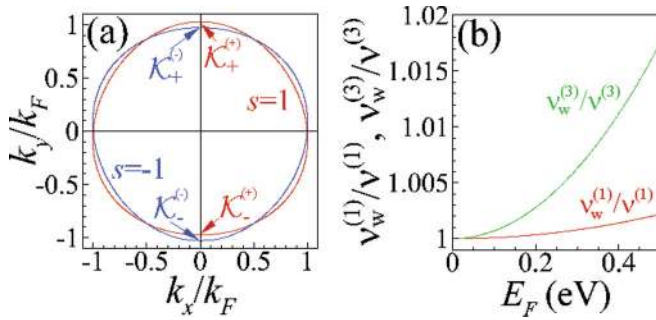 (a)
1
0.5
0
-0.5
-1
k_y/k_F
𝒦_+^(-)
𝒦_+^(+)
s=1
s=-1
𝒦_-^(-)
𝒦_-^(+)
-1 -0.5 0 0.5 1
k_x/k_F
(b)
1.02
1.015
1.01
1.005
1
ν_w^(1)/ν^(1), ν_w^(3)/ν^(3)
ν_w^(3)/ν^(3)
ν_w^(1)/ν^(1)
0 0.2 0.4
E_F (eV)